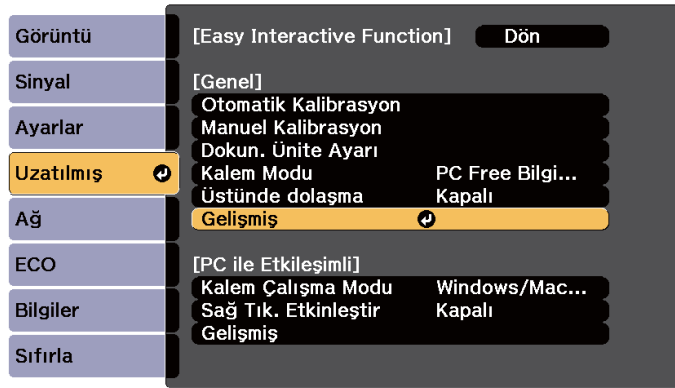 Görüntü
Sinyal
Ayarlar
Uzatılmış
Ağ
ECO
Bilgiler
Sıfırla
[Easy Interactive Function] Dön
[Genel]
Otomatik Kalibrasyon
Manuel Kalibrasyon
Dokun. Ünite Ayarı
Kalem Modu PC Free Bilgi...
Üstünde dolaşma Kapalı
Gelişmiş
[PC ile Etkileşimli]
Kalem Çalışma Modu Windows/Mac...
Sağ Tık. Etkinleştir Kapalı
Gelişmiş